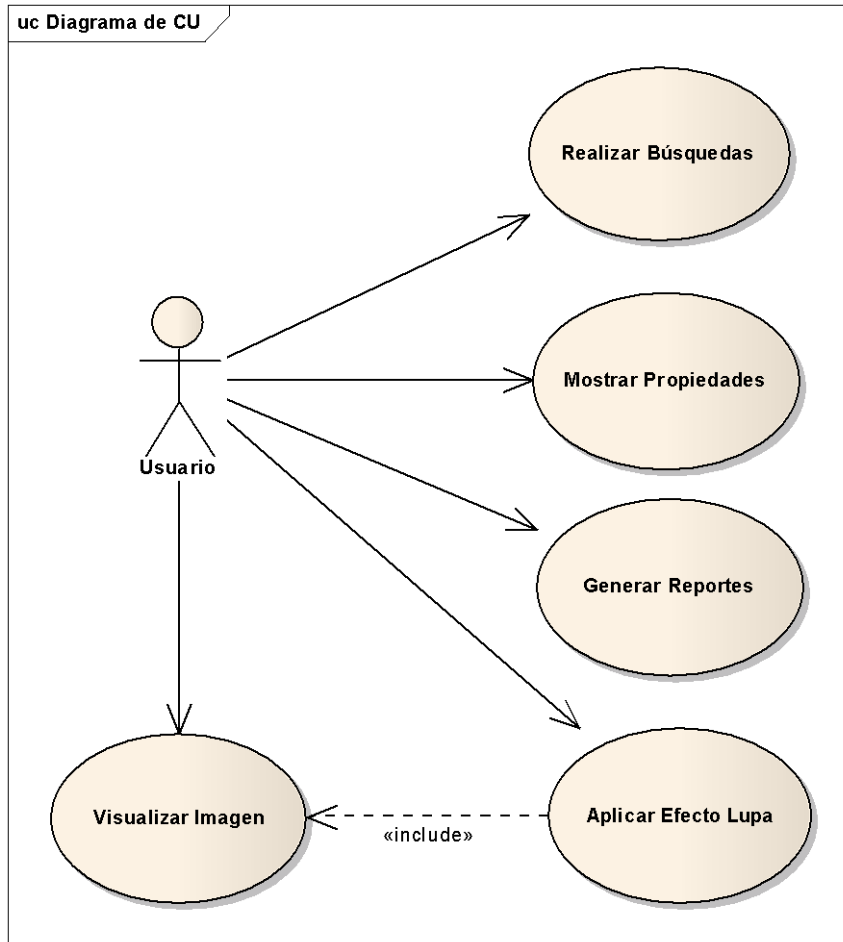 uc Diagrama de CU
Realizar Búsquedas
Mostrar Propiedades
Usuario
Generar Reportes
Visualizar Imagen
«include»
Aplicar Efecto Lupa